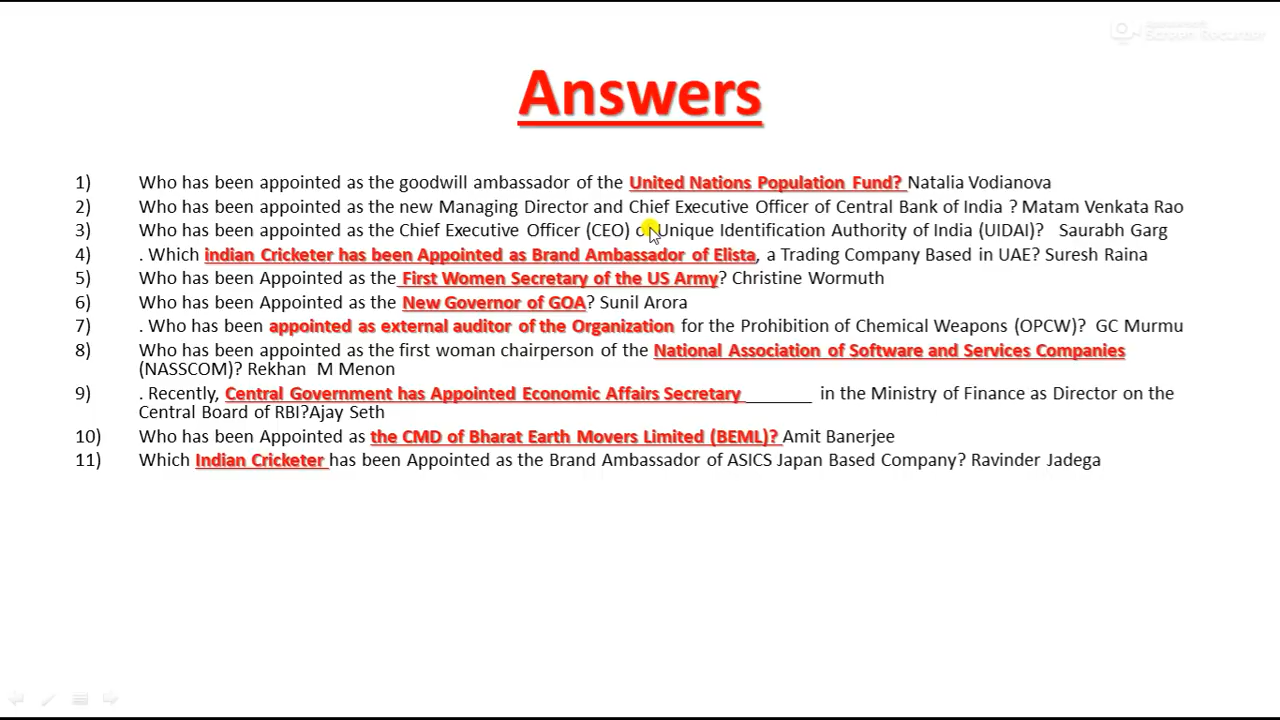 Screen Recorder
Answers
1) Who has been appointed as the goodwill ambassador of the United Nations Population Fund? Natalia Vodianova
2) Who has been appointed as the new Managing Director and Chief Executive Officer of Central Bank of India ? Matam Venkata Rao
3) Who has been appointed as the Chief Executive Officer (CEO) Unique Identification Authority of India (UIDAI)? Saurabh Garg
4) . Which indian Cricketer has been Appointed as Brand Ambassador of Elista, a Trading Company Based in UAE? Suresh Raina
5) Who has been Appointed as the First Women Secretary of the US Army? Christine Wormuth
6) Who has been Appointed as the New Governor of GOA? Sunil Arora
7) . Who has been appointed as external auditor of the Organization for the Prohibition of Chemical Weapons (OPCW)? GC Murmu
8) Who has been appointed as the first woman chairperson of the National Association of Software and Services Companies
(NASSCOM)? Rekhan M Menon
9) . Recently, Central Government has Appointed Economic Affairs Secretary _______ in the Ministry of Finance as Director on the
Central Board of RBI?Ajay Seth
10) Who has been Appointed as the CMD of Bharat Earth Movers Limited (BEML)? Amit Banerjee
11) Which Indian Cricketer has been Appointed as the Brand Ambassador of ASICS Japan Based Company? Ravinder Jadega